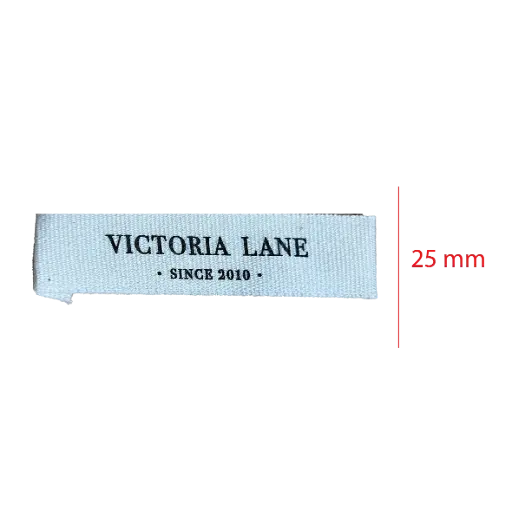 VICTORIA LANE
• SINCE 2010 •
25 mm